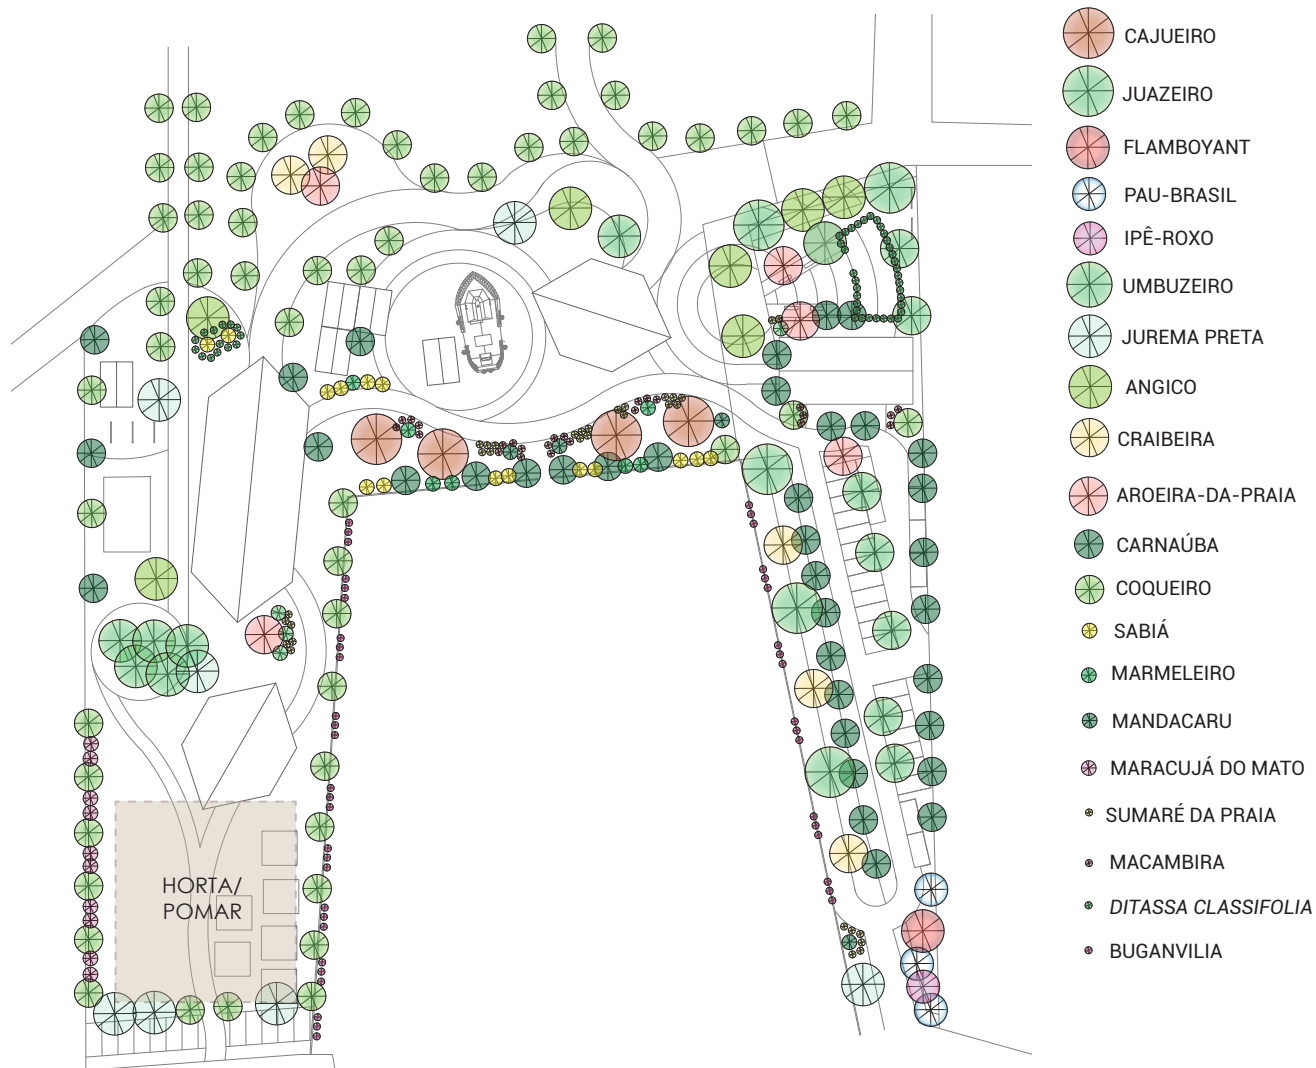 CAJUEIRO
JUAZEIRO
FLAMBOYANT
PAU-BRASIL
IPÊ-ROXO
UMBUZEIRO
JUREMA PRETA
ANGICO
CRAIBEIRA
AROEIRA-DA-PRAIA
CARNAÚBA
COQUEIRO
SABIÁ
MARMELEIRO
MANDACARU
MARACUJÁ DO MATO
SUMARÉ DA PRAIA
MACAMBIRA
DITASSA CLASSIFOLIA
BUGANVILIA
HORTA/
POMAR